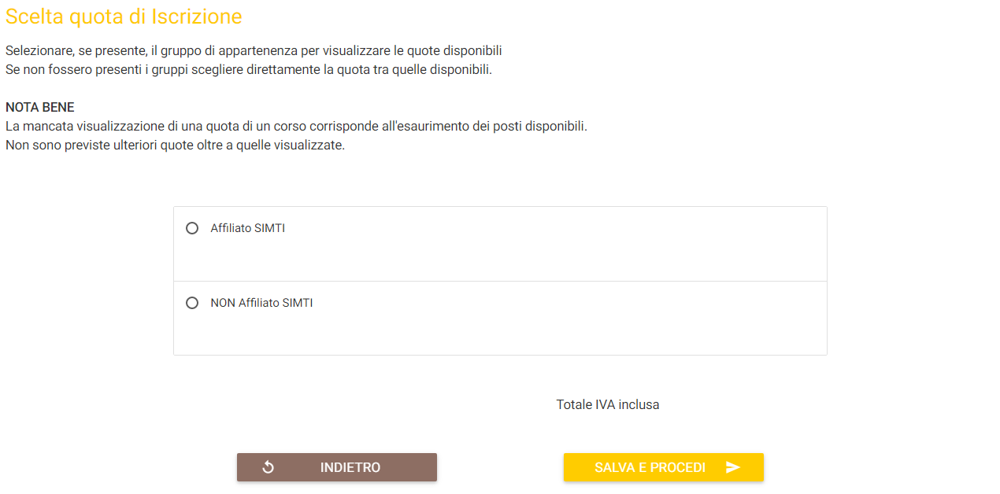 Scelta quota di Iscrizione
Selezionare, se presente, il gruppo di appartenenza per visualizzare le quote disponibili
Se non fossero presenti i gruppi scegliere direttamente la quota tra quelle disponibili.
NOTA BENE
La mancata visualizzazione di una quota di un corso corrisponde all'esaurimento dei posti disponibili.
Non sono previste ulteriori quote oltre a quelle visualizzate.
Affiliato SIMTI
NON Affiliato SIMTI
Totale IVA inclusa
INDIETRO
SALVA E PROCEDI